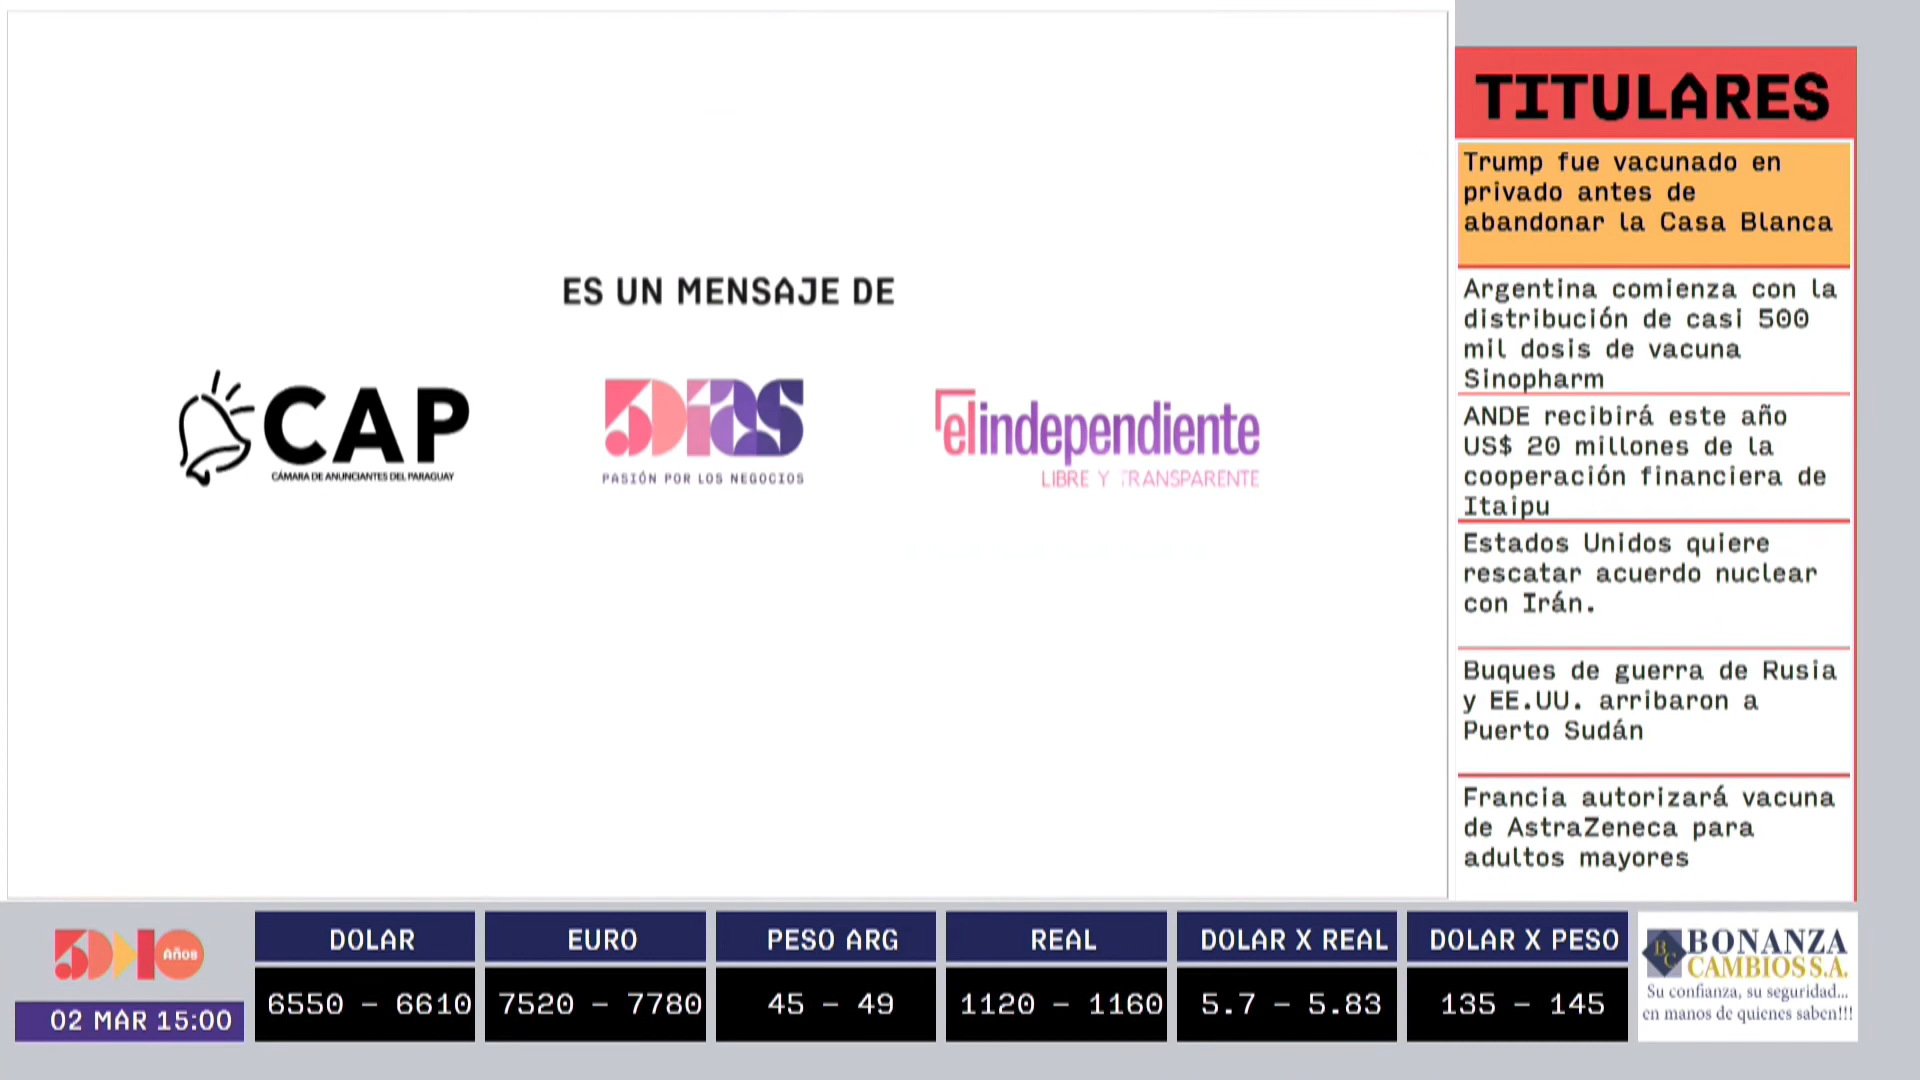 ES UN MENSAJE DE
CAP
CÁMARA DE ANUNCIANTES DEL PARAGUAY
5Días
PASIÓN POR LOS NEGOCIOS
elindependiente
LIBRE Y TRANSPARENTE
TITULARES
Trump fue vacunado en
privado antes de
abandonar la Casa Blanca
Argentina comienza con la
distribución de casi 500
mil dosis de vacuna
Sinopharm
ANDE recibirá este año
US$ 20 millones de la
cooperación financiera de
Itaipu
Estados Unidos quiere
rescatar acuerdo nuclear
con Irán.
Buques de guerra de Rusia
y EE.UU. arribaron a
Puerto Sudán
Francia autorizará vacuna
de AstraZeneca para
adultos mayores
5D 10 Años
02 MAR 15:00
DOLAR
6550 - 6610
EURO
7520 - 7780
PESO ARG
45 - 49
REAL
1120 - 1160
DOLAR X REAL
5.7 - 5.83
DOLAR X PESO
135 - 145
BC BONANZA
CAMBIOS S.A.
Su confianza, su seguridad...
en manos de quienes saben!!!